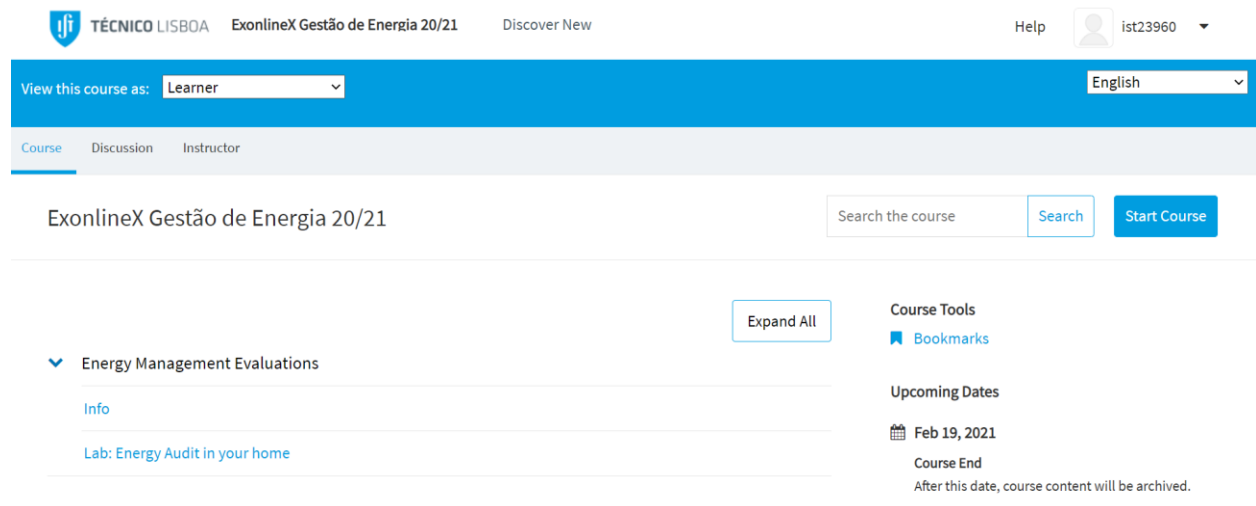 TÉCNICO LISBOA ExonlineX Gestão de Energia 20/21 Discover New Help ist23960
View this course as: Learner English
Course Discussion Instructor
ExonlineX Gestão de Energia 20/21 Search the course Search Start Course
Expand All
Energy Management Evaluations
Info
Lab: Energy Audit in your home
Course Tools
Bookmarks
Upcoming Dates
Feb 19, 2021
Course End
After this date, course content will be archived.